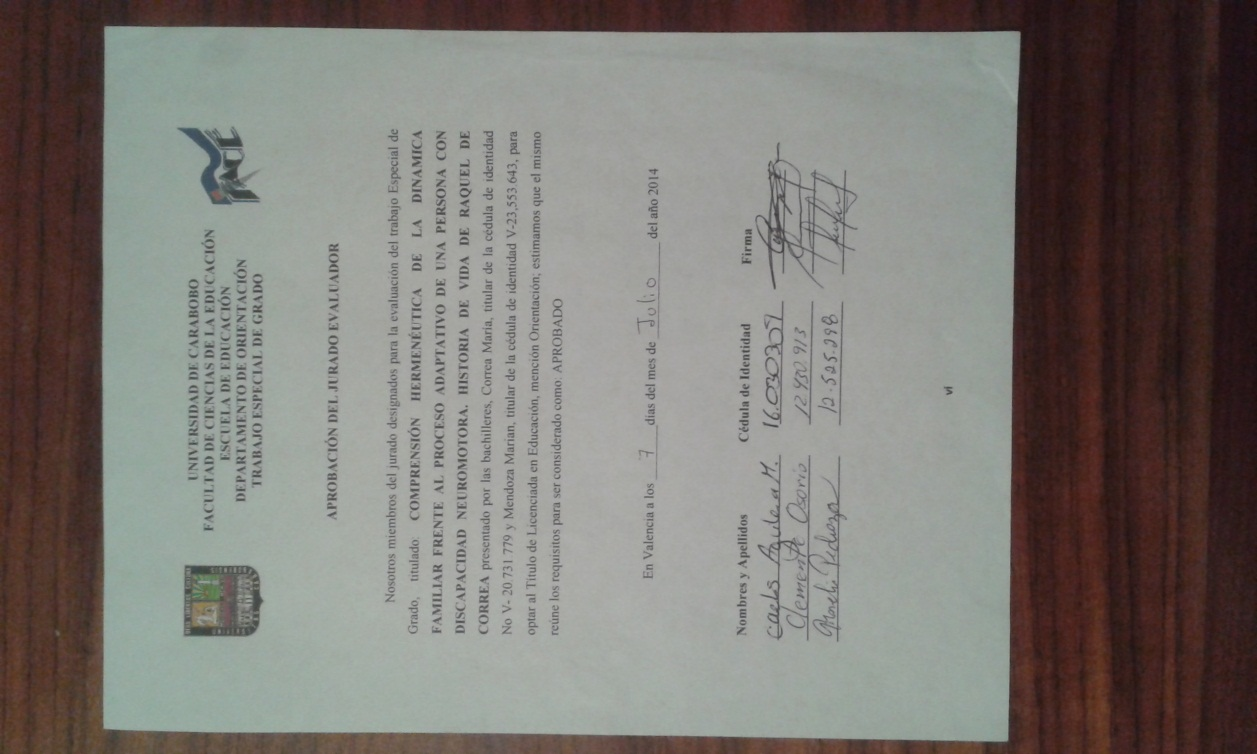 UNIVERSIDAD DE CARABOBO
FACULTAD DE CIENCIAS DE LA EDUCACIÓN
ESCUELA DE EDUCACIÓN
DEPARTAMENTO DE ORIENTACIÓN
TRABAJO ESPECIAL DE GRADO
FACE
APROBACIÓN DEL JURADO EVALUADOR
Nosotros miembros del jurado designados para la evaluación del trabajo Especial de
Grado, titulado: COMPRENSIÓN HERMENÉUTICA DE LA DINAMICA
FAMILIAR FRENTE AL PROCESO ADAPTATIVO DE UNA PERSONA CON
DISCAPACIDAD NEUROMOTORA. HISTORIA DE VIDA DE RAQUEL DE
CORREA presentado por las bachilleres, Correa Maria, titular de la cédula de identidad
No V- 20 731 779 y Mendoza Marian, titular de la cédula de identidad V-23,553 643, para
optar al Título de Licenciada en Educación, mención Orientación; estimamos que el mismo
reúne los requisitos para ser considerado como: APROBADO
En Valencia a los 7 días del mes de Julio del año 2014
Nombres y Apellidos Cédula de Identidad Firma
Carlos M. 16.030307
Clemente Osorio 12.930.913
Pedroza 12.525.298
vi